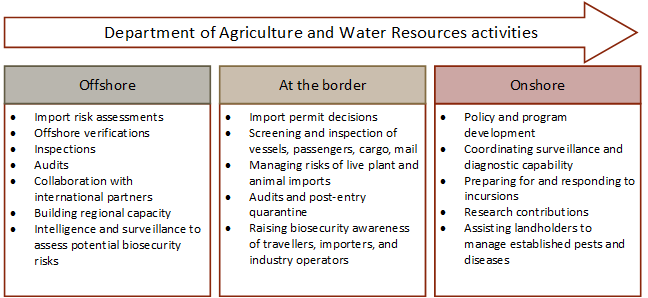 Department of Agriculture and Water Resources activities
Offshore
• Import risk assessments
• Offshore verifications
• Inspections
• Audits
• Collaboration with
international partners
• Building regional capacity
• Intelligence and surveillance to
assess potential biosecurity
risks
At the border
• Import permit decisions
• Screening and inspection of
vessels, passengers, cargo, mail
• Managing risks of live plant and
animal imports
• Audits and post-entry
quarantine
• Raising biosecurity awareness
of travellers, importers, and
industry operators
Onshore
• Policy and program
development
• Coordinating surveillance and
diagnostic capability
• Preparing for and responding to
incursions
• Research contributions
• Assisting landholders to
manage established pests and
diseases